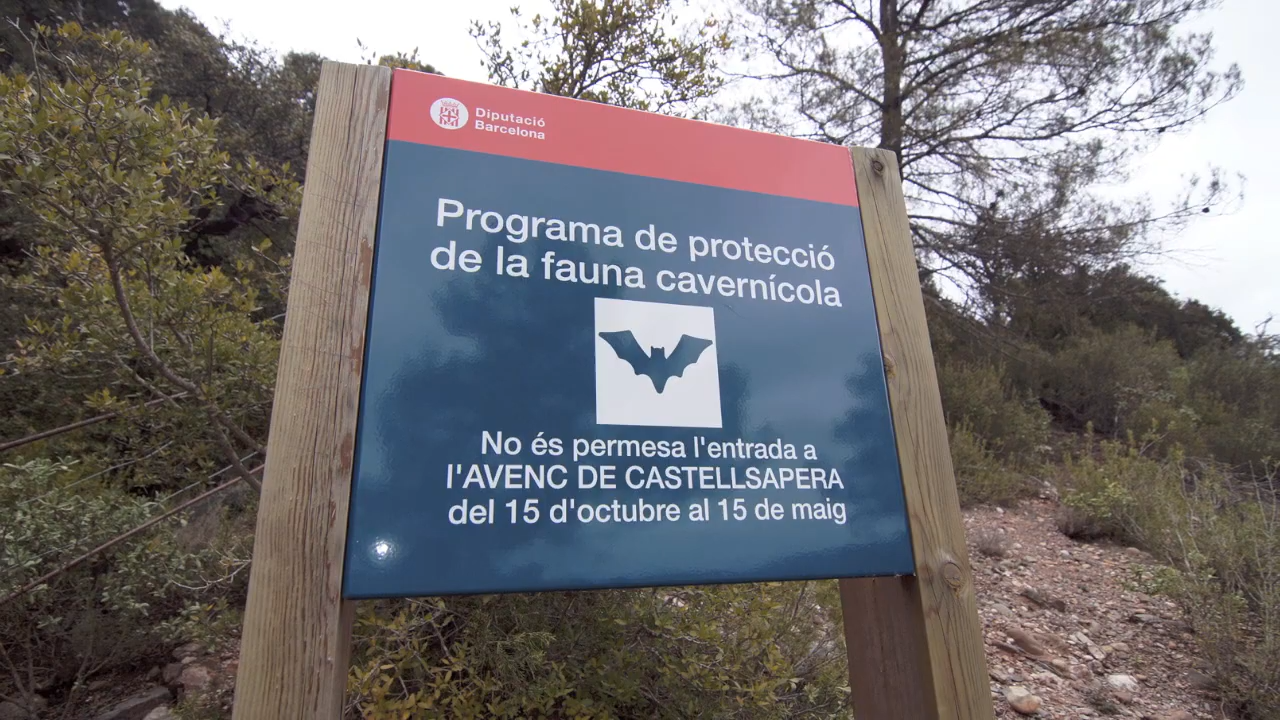 Diputació
Barcelona
Programa de protecció
de la fauna cavernícola
No és permesa l'entrada a
l'AVENC DE CASTELLSAPERA
del 15 d'octubre al 15 de maig